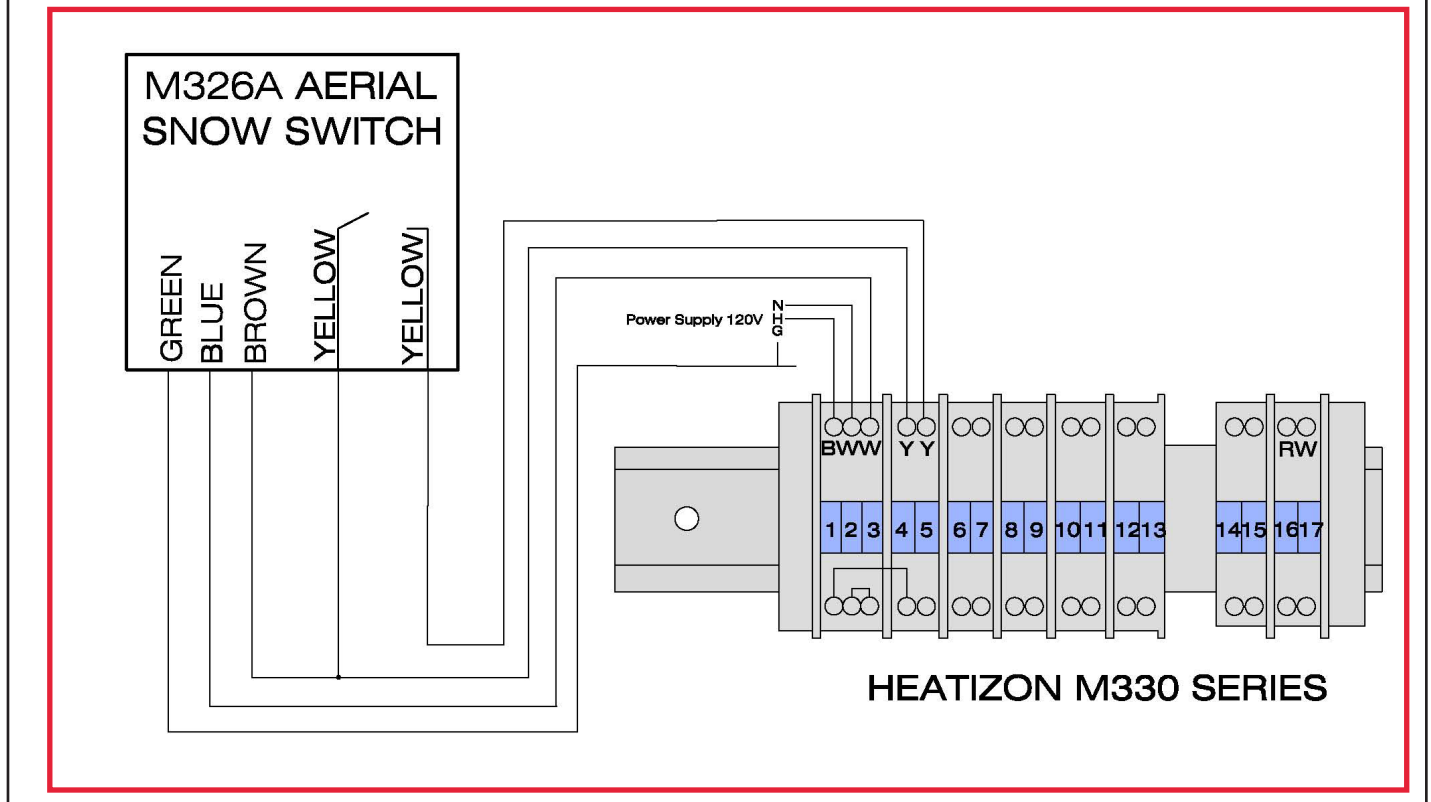 M326A AERIAL
SNOW SWITCH
GREEN
BLUE
BROWN
YELLOW
YELLOW
Power Supply 120V
N
H
G
BWW
Y Y
RW
1 2 3 4 5 6 7 8 9 10 11 12 13 14 15 16 17
HEATIZON M330 SERIES